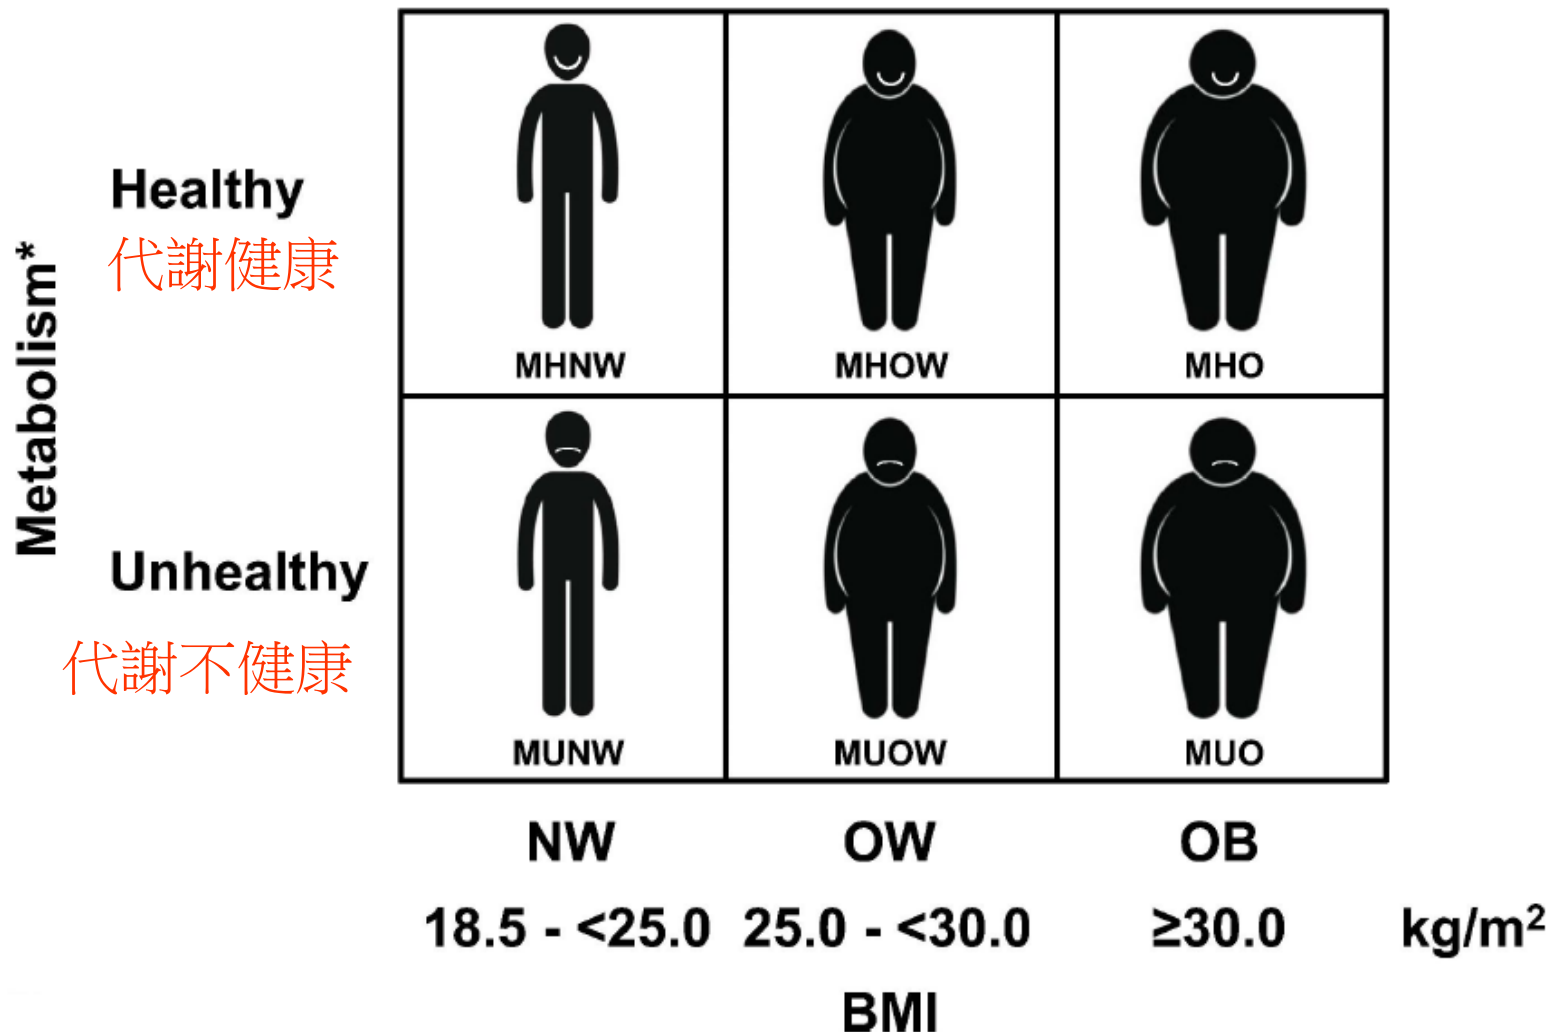 Metabolism*
Healthy
代謝健康
MHNW MHOW MHO
Unhealthy
代謝不健康
MUNW MUOW MUO
NW OW OB
18.5 - <25.0 25.0 - <30.0 ≥30.0 kg/m²
BMI